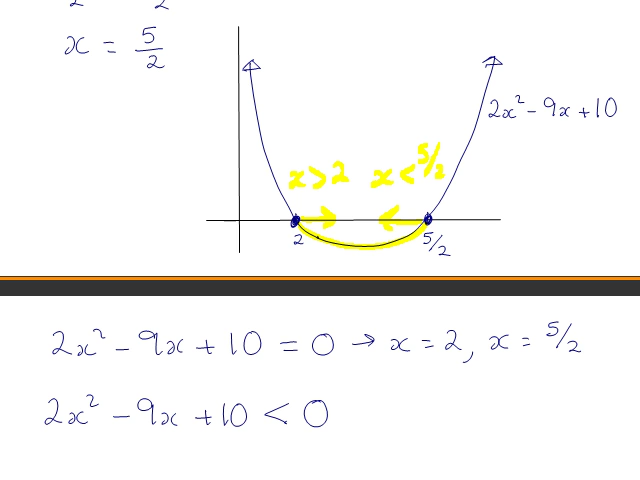 x = 5/2
2x² - 9x + 10
x > 2 x < 5/2
2 5/2
2x² - 9x + 10 = 0 → x = 2, x = 5/2
2x² - 9x + 10 < 0